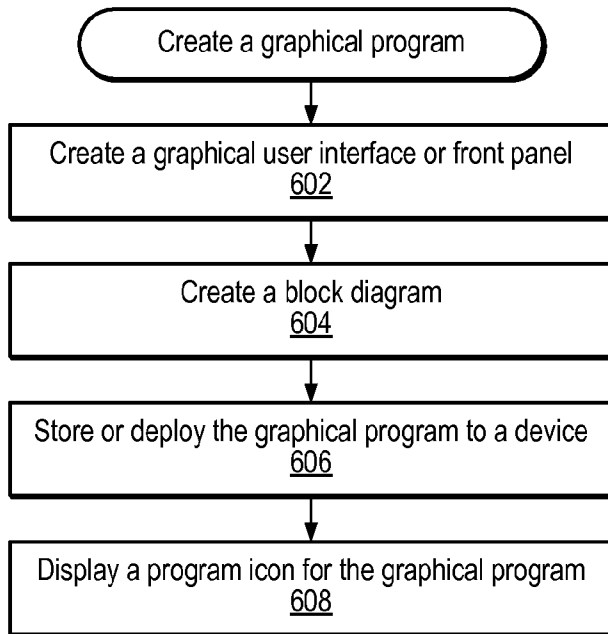 Create a graphical program
Create a graphical user interface or front panel
602
Create a block diagram
604
Store or deploy the graphical program to a device
606
Display a program icon for the graphical program
608